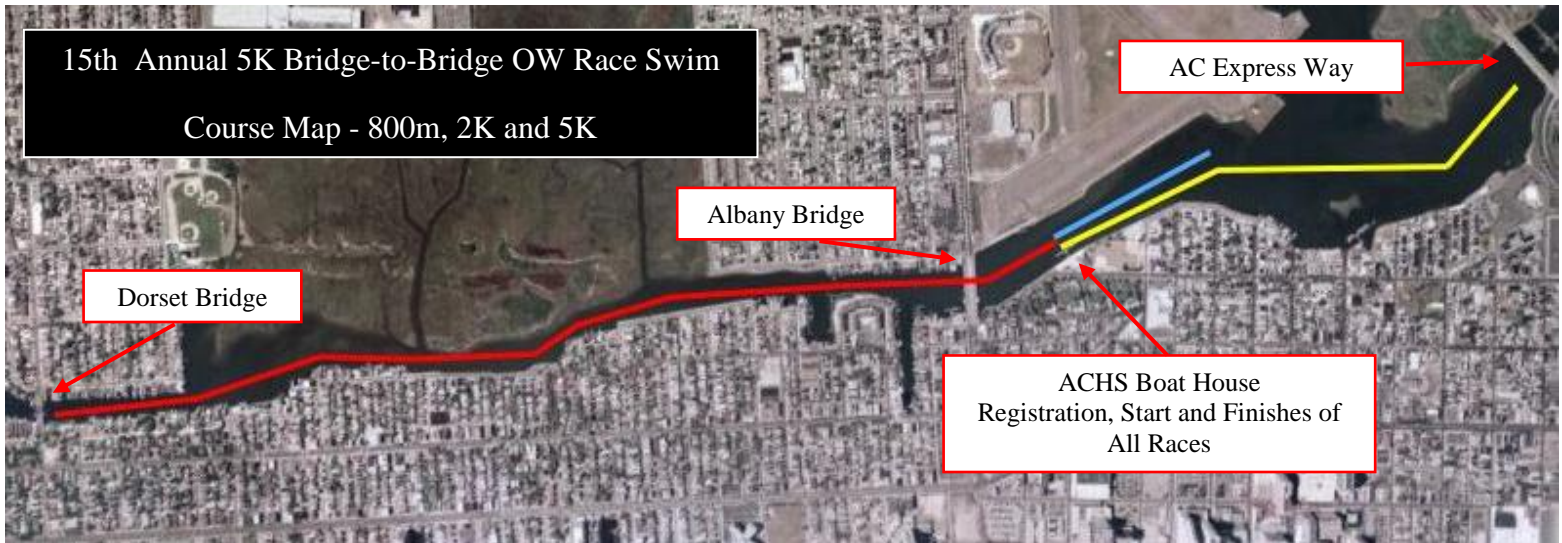 15th Annual 5K Bridge-to-Bridge OW Race Swim
Course Map - 800m, 2K and 5K
AC Express Way
Albany Bridge
Dorset Bridge
ACHS Boat House
Registration, Start and Finishes of
All Races